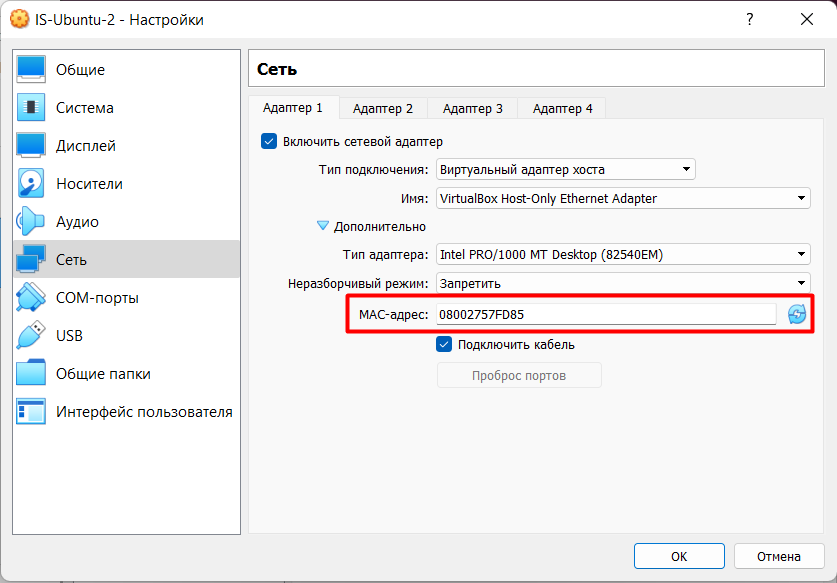 IS-Ubuntu-2 - Настройки
?
Общие
Система
Дисплей
Носители
Аудио
Сеть
COM-порты
USB
Общие папки
Интерфейс пользователя
Сеть
Адаптер 1 Адаптер 2 Адаптер 3 Адаптер 4
Включить сетевой адаптер
Тип подключения: Виртуальный адаптер хоста
Имя: VirtualBox Host-Only Ethernet Adapter
Дополнительно
Тип адаптера: Intel PRO/1000 MT Desktop (82540EM)
Неразборчивый режим: Запретить
MAC-адрес: 08002757FD85
Подключить кабель
Проброс портов
OK Отмена